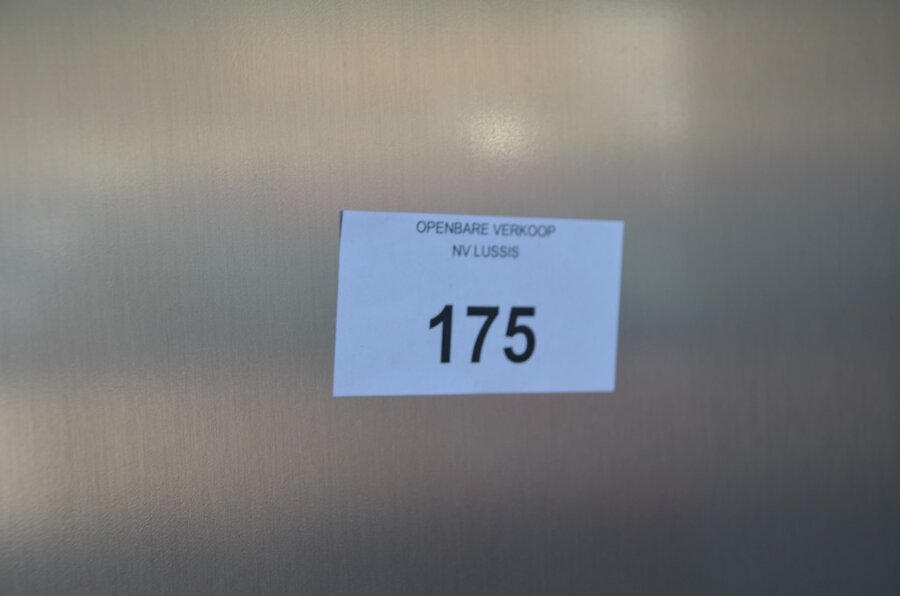 OPENBARE VERKOOP
NV LUSSIS
175